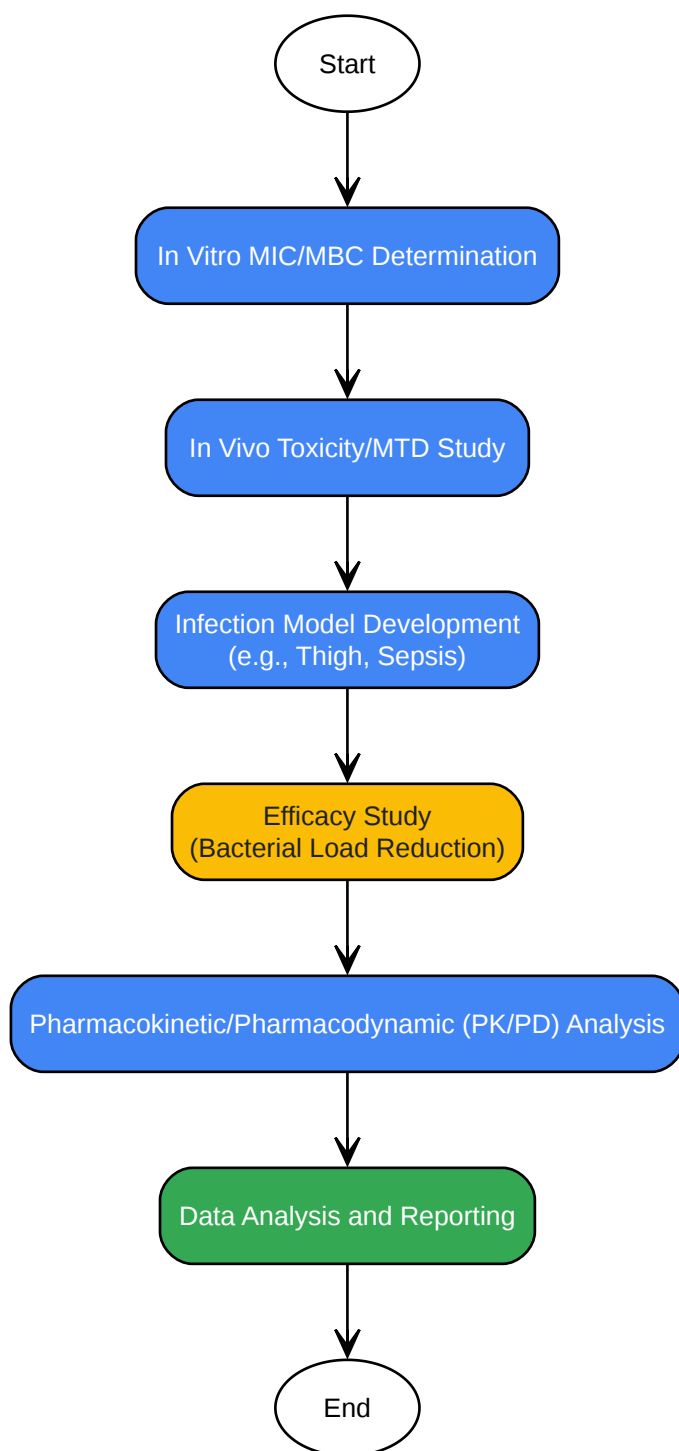 Start
In Vitro MIC/MBC Determination
In Vivo Toxicity/MTD Study
Infection Model Development
(e.g., Thigh, Sepsis)
Efficacy Study
(Bacterial Load Reduction)
Pharmacokinetic/Pharmacodynamic (PK/PD) Analysis
Data Analysis and Reporting
End